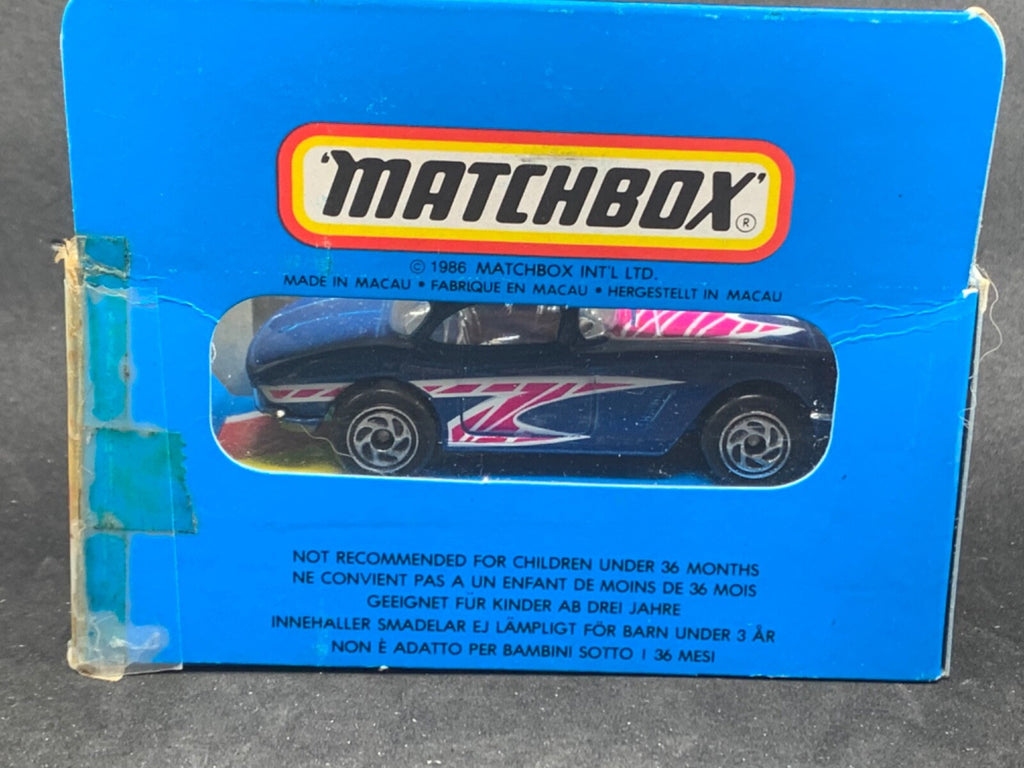 'MATCHBOX'®
© 1986 MATCHBOX INT'L LTD.
MADE IN MACAU • FABRIQUE EN MACAU • HERGESTELLT IN MACAU
NOT RECOMMENDED FOR CHILDREN UNDER 36 MONTHS
NE CONVIENT PAS A UN ENFANT DE MOINS DE 36 MOIS
GEEIGNET FÜR KINDER AB DREI JAHRE
INNEHALLER SMADELAR EJ LÄMPLIGT FÖR BARN UNDER 3 ÅR
NON È ADATTO PER BAMBINI SOTTO I 36 MESI